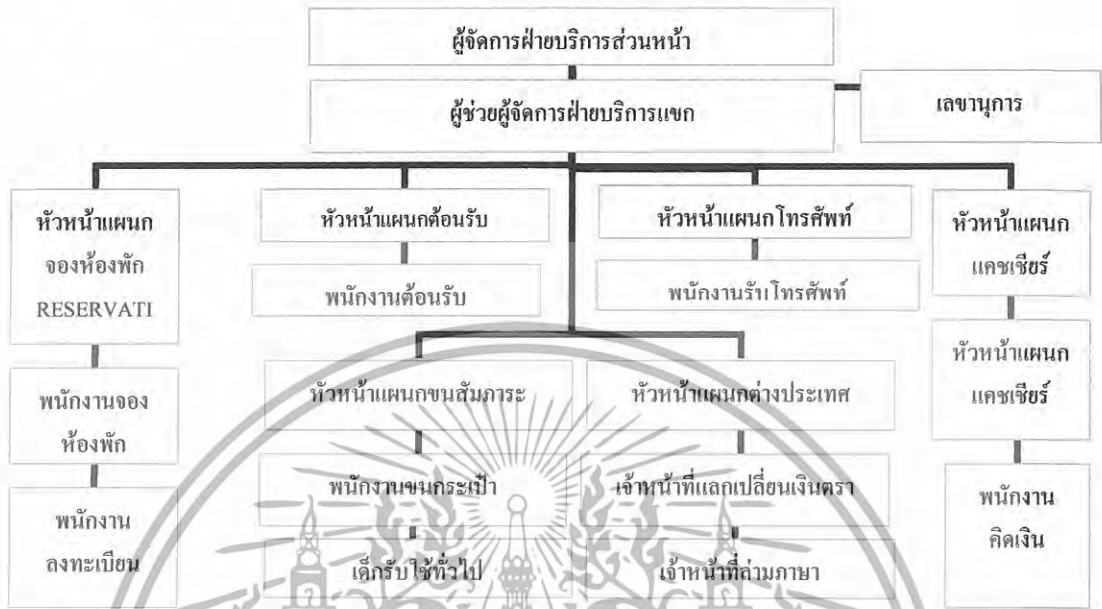 ผู้จัดการฝ่ายบริการส่วนหน้า
ผู้ช่วยผู้จัดการฝ่ายบริการแขก
เลขานุการ
หัวหน้าแผนก
จองห้องพัก
RESERVATI
พนักงานจอง
ห้องพัก
พนักงาน
ลงทะเบียน
หัวหน้าแผนกต้อนรับ
พนักงานต้อนรับ
หัวหน้าแผนกโทรศัพท์
พนักงานรับโทรศัพท์
หัวหน้าแผนกขนสัมภาระ
พนักงานขนกระเป๋า
เด็กรับใช้ทั่วไป
หัวหน้าแผนกต่างประเทศ
เจ้าหน้าที่แลกเปลี่ยนเงินตรา
เจ้าหน้าที่ล่ามภาษา
หัวหน้าแผนก
แคชเชียร์
หัวหน้าแผนก
แคชเชียร์
พนักงาน
คิดเงิน